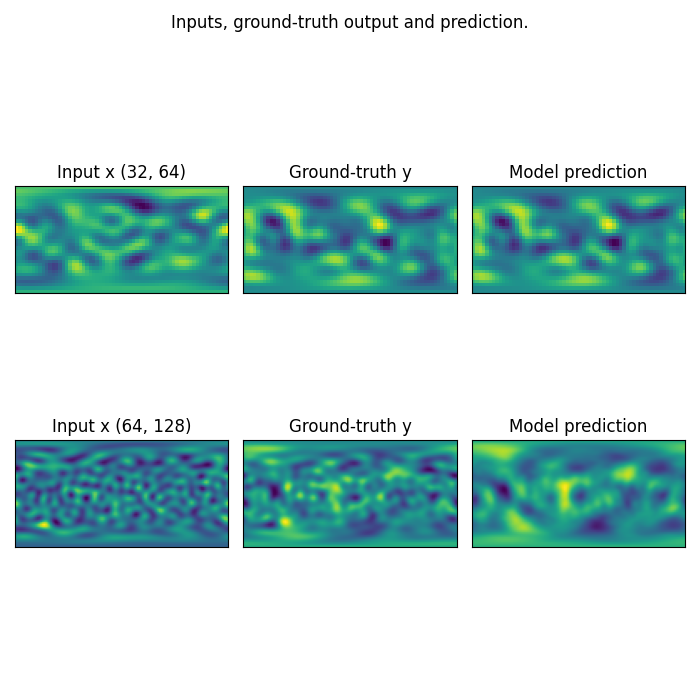 Inputs, ground-truth output and prediction.
Input x (32, 64)
Ground-truth y
Model prediction
Input x (64, 128)
Ground-truth y
Model prediction